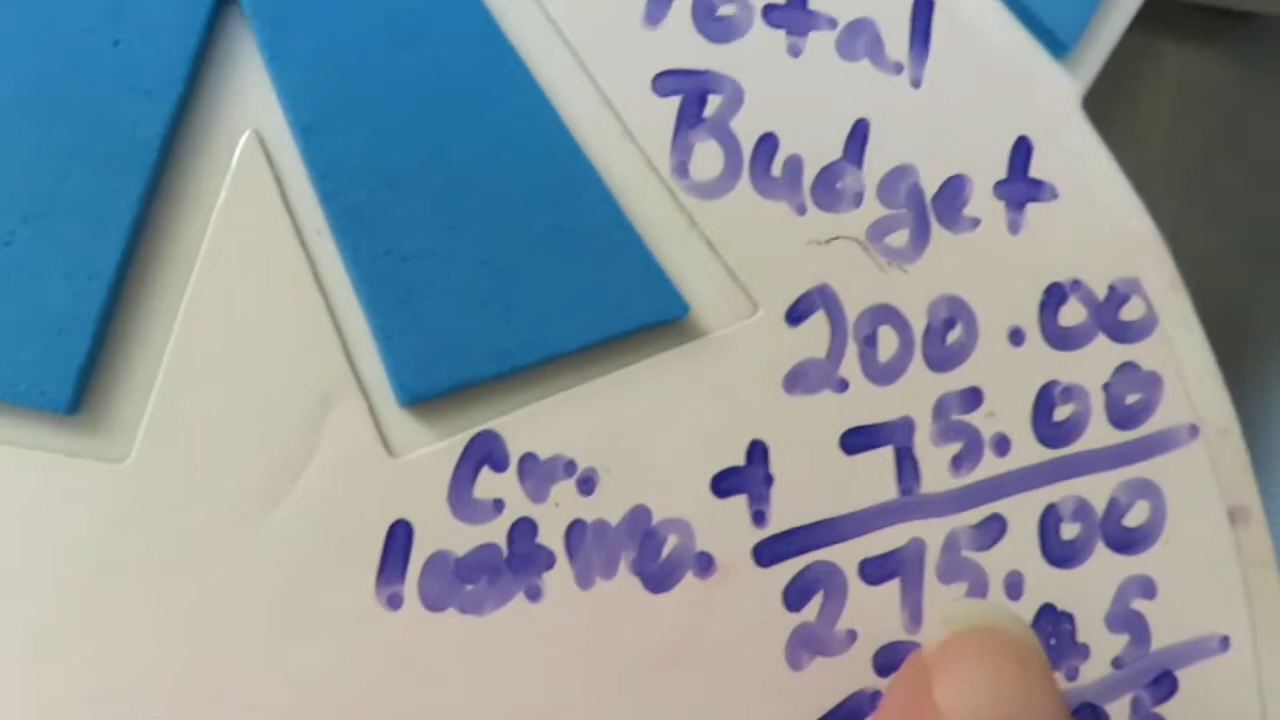 Total
Budget
200.00
Cr. + 75.00
last mo.
275.00